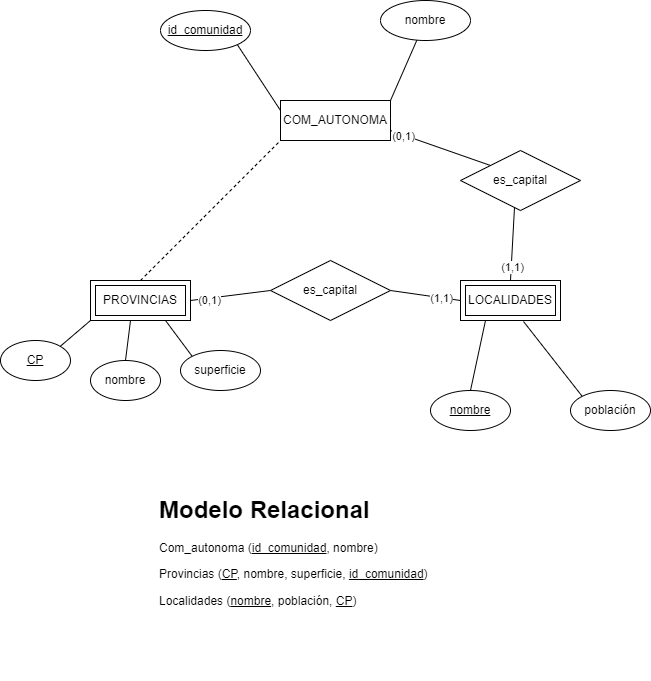 id_comunidad
nombre
COM_AUTONOMA
(0,1)
es_capital
(1,1)
PROVINCIAS
(0,1)
es_capital
(1,1)
LOCALIDADES
CP
nombre
superficie
nombre
población
Modelo Relacional
Com_autonoma (id_comunidad, nombre)
Provincias (CP, nombre, superficie, id_comunidad)
Localidades (nombre, población, CP)